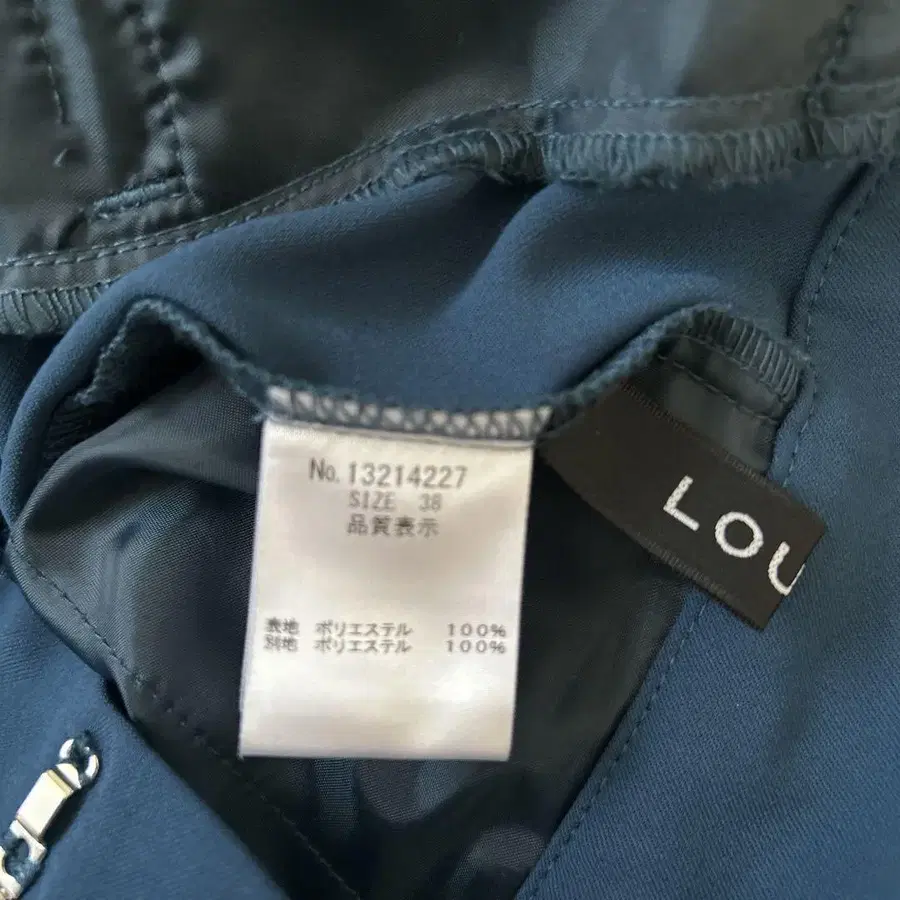 No. 13214227
SIZE 38
品質表示
表地 ポリエステル 100%
別地 ポリエステル 100%
LOU